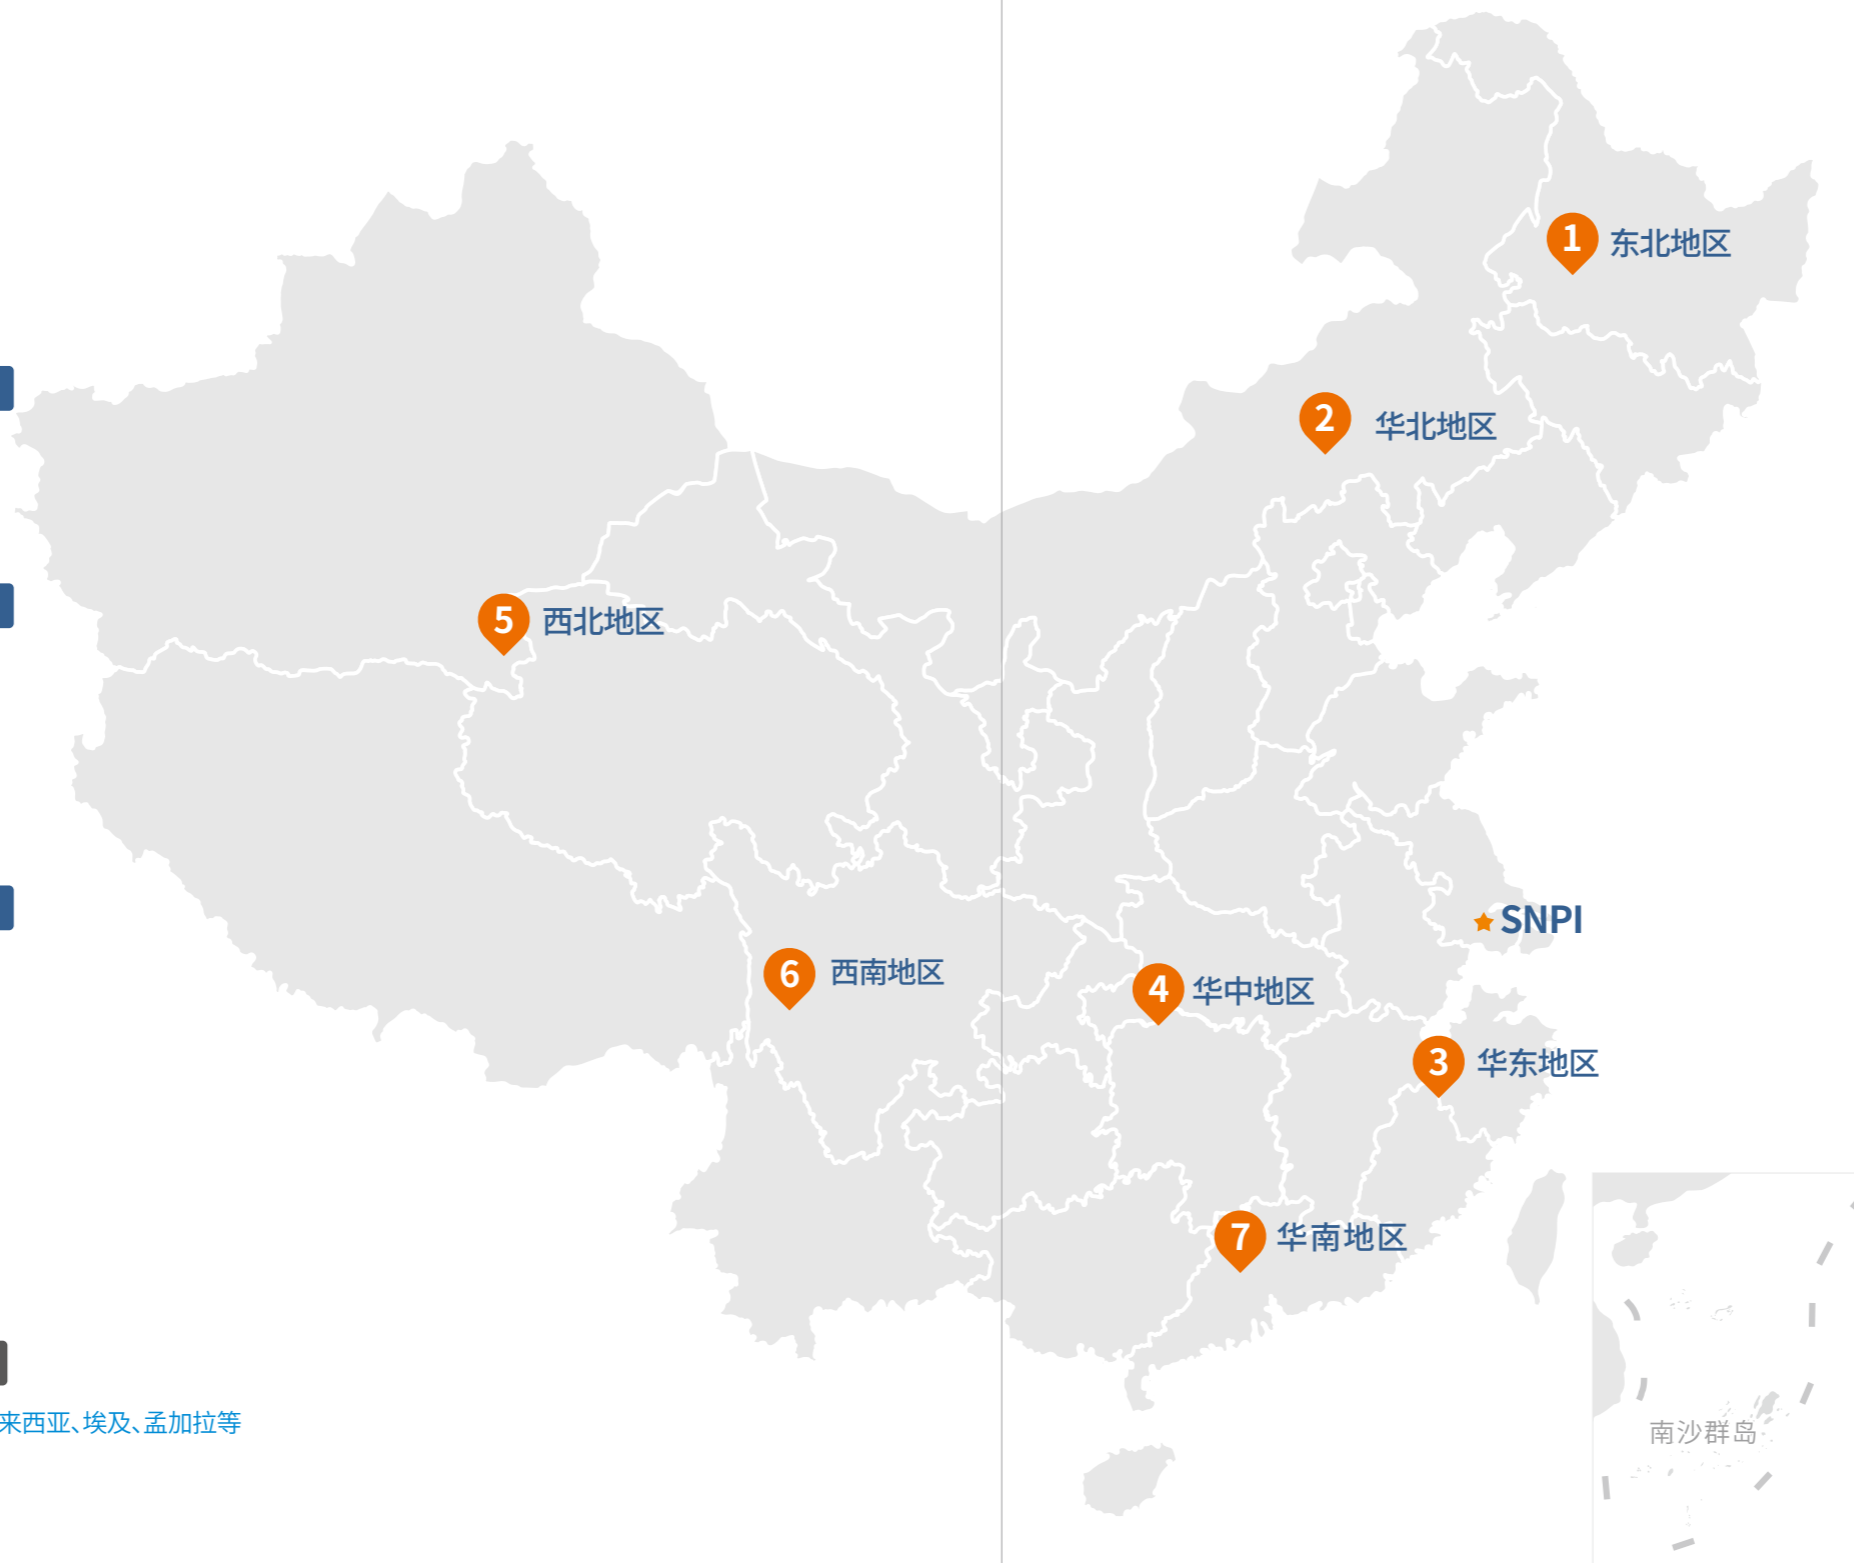 1 东北地区
2 华北地区
5 西北地区
SNPI
6 西南地区
4 华中地区
3 华东地区
7 华南地区
来西亚、埃及、孟加拉等
南沙群岛